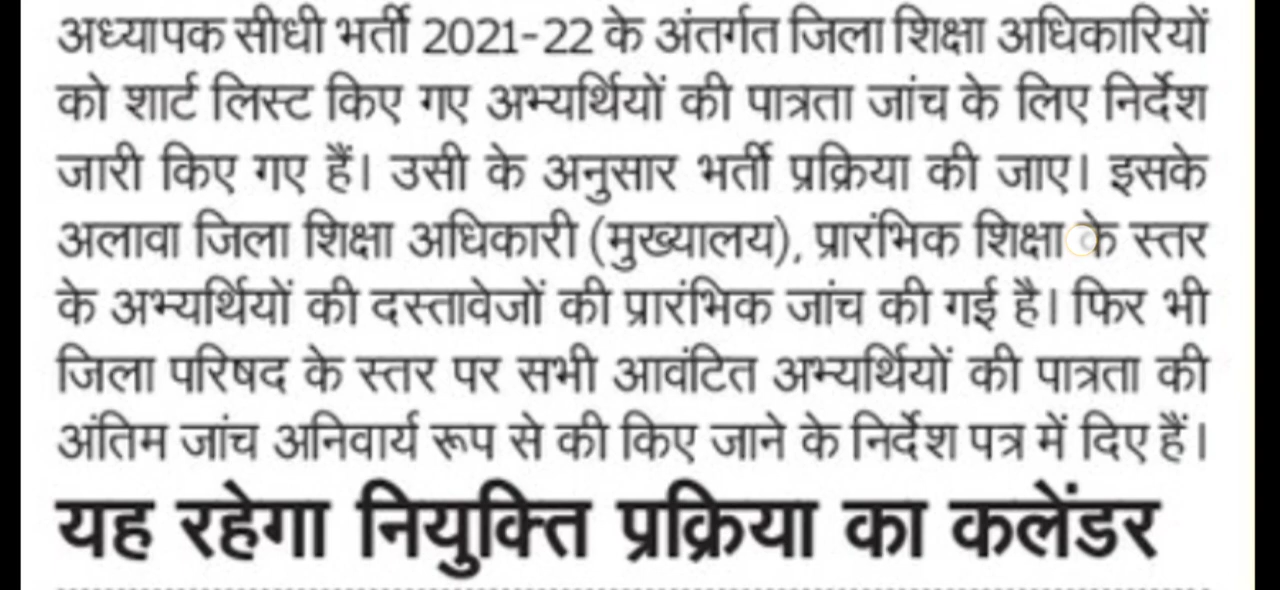 अध्यापक सीधी भर्ती 2021-22 के अंतर्गत जिला शिक्षा अधिकारियों
को शार्ट लिस्ट किए गए अभ्यर्थियों की पात्रता जांच के लिए निर्देश
जारी किए गए हैं। उसी के अनुसार भर्ती प्रक्रिया की जाए। इसके
अलावा जिला शिक्षा अधिकारी (मुख्यालय), प्रारंभिक शिक्षा के स्तर
के अभ्यर्थियों की दस्तावेजों की प्रारंभिक जांच की गई है। फिर भी
जिला परिषद के स्तर पर सभी आवंटित अभ्यर्थियों की पात्रता की
अंतिम जांच अनिवार्य रूप से की किए जाने के निर्देश पत्र में दिए हैं।
यह रहेगा नियुक्ति प्रक्रिया का कलेंडर